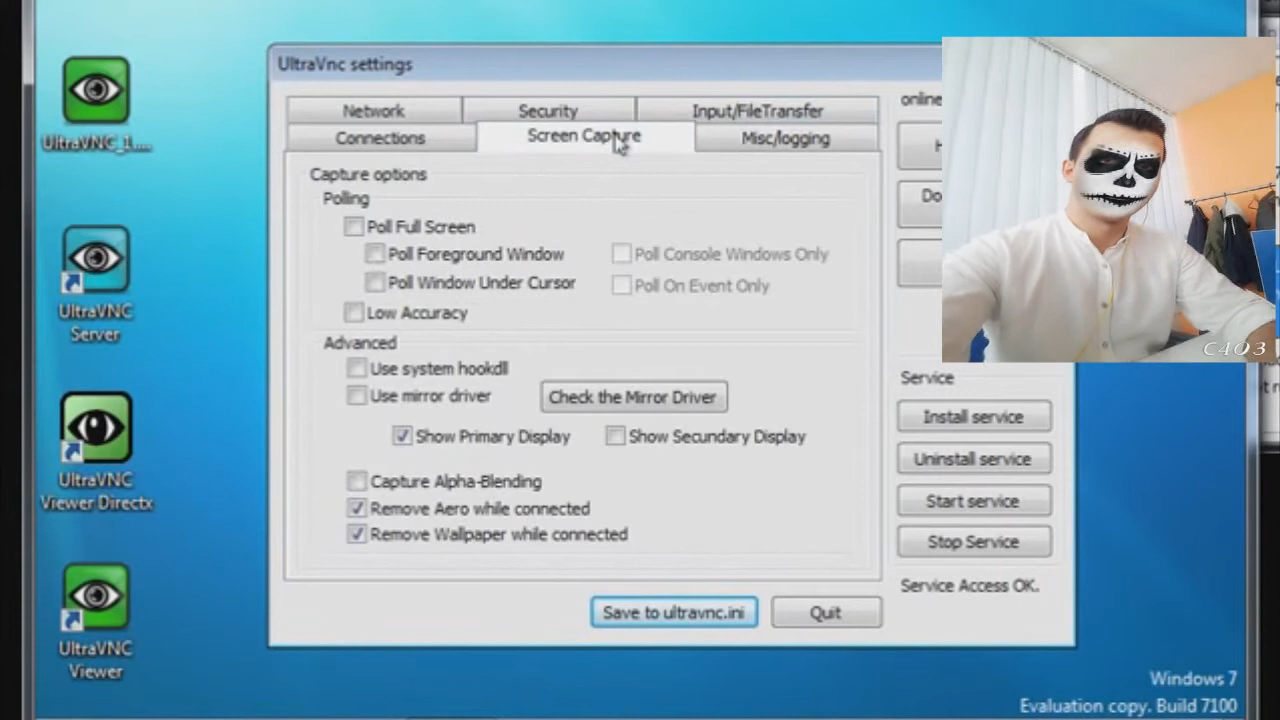 UltraVNC_1....
UltraVNC
Server
UltraVNC
Viewer Directx
UltraVNC
Viewer
UltraVnc settings
Network
Security
Input/FileTransfer
Connections
Screen Capture
Misc/logging
Capture options
Polling
Poll Full Screen
Poll Foreground Window
Poll Console Windows Only
Poll Window Under Cursor
Poll On Event Only
Low Accuracy
Advanced
Use system hookdll
Use mirror driver
Check the Mirror Driver
Show Primary Display
Show Secundary Display
Capture Alpha-Blending
Remove Aero while connected
Remove Wallpaper while connected
Save to ultravnc.ini
Quit
online
H
Do
C403
Service
Install service
Uninstall service
Start service
Stop Service
Service Access OK.
Windows 7
Evaluation copy. Build 7100